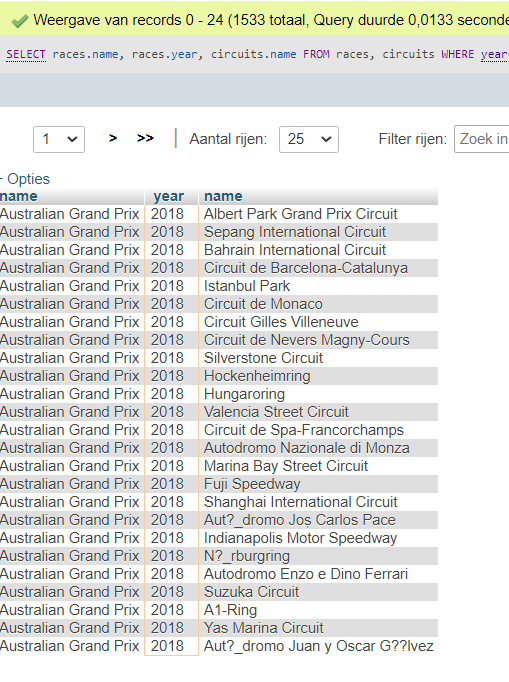 Weergave van records 0 - 24 (1533 totaal, Query duurde 0,0133 seconde
SELECT races.name, races.year, circuits.name FROM races, circuits WHERE year
1 > >> | Aantal rijen: 25 Filter rijen: Zoek in
Opties
name year name
Australian Grand Prix 2018 Albert Park Grand Prix Circuit
Australian Grand Prix 2018 Sepang International Circuit
Australian Grand Prix 2018 Bahrain International Circuit
Australian Grand Prix 2018 Circuit de Barcelona-Catalunya
Australian Grand Prix 2018 Istanbul Park
Australian Grand Prix 2018 Circuit de Monaco
Australian Grand Prix 2018 Circuit Gilles Villeneuve
Australian Grand Prix 2018 Circuit de Nevers Magny-Cours
Australian Grand Prix 2018 Silverstone Circuit
Australian Grand Prix 2018 Hockenheimring
Australian Grand Prix 2018 Hungaroring
Australian Grand Prix 2018 Valencia Street Circuit
Australian Grand Prix 2018 Circuit de Spa-Francorchamps
Australian Grand Prix 2018 Autodromo Nazionale di Monza
Australian Grand Prix 2018 Marina Bay Street Circuit
Australian Grand Prix 2018 Fuji Speedway
Australian Grand Prix 2018 Shanghai International Circuit
Australian Grand Prix 2018 Aut?_dromo Joș Carlos Pace
Australian Grand Prix 2018 Indianapolis Motor Speedway
Australian Grand Prix 2018 N?_rburgring
Australian Grand Prix 2018 Autodromo Enzo e Dino Ferrari
Australian Grand Prix 2018 Suzuka Circuit
Australian Grand Prix 2018 A1-Ring
Australian Grand Prix 2018 Yas Marina Circuit
Australian Grand Prix 2018 Aut?_dromo Juan y Oscar G??lvez